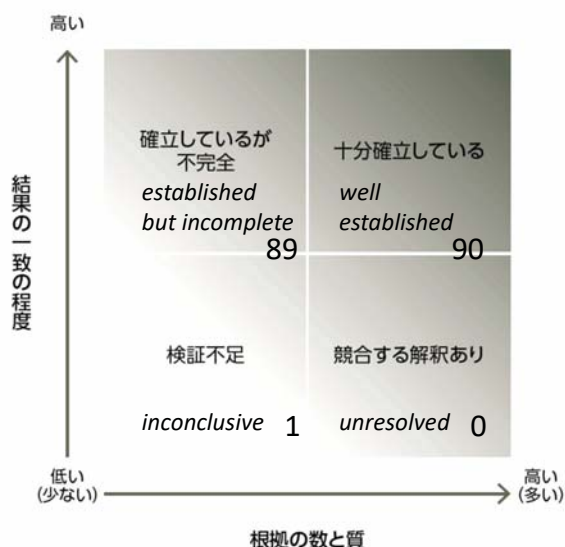 高い
結果の一致の程度
確立しているが
不完全
established
but incomplete
89
十分確立している
well
established
90
検証不足
inconclusive 1
競合する解釈あり
unresolved 0
低い
(少ない)
高い
(多い)
根拠の数と質